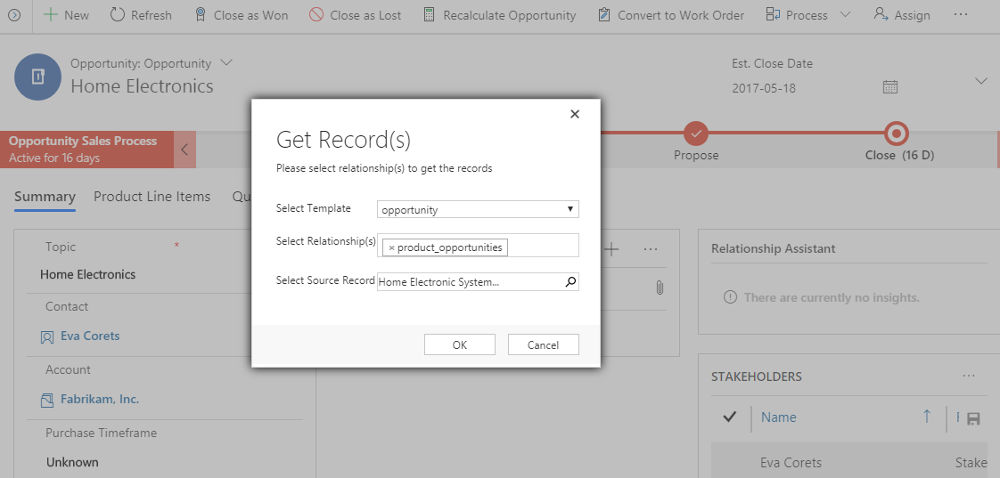 New Refresh Close as Won Close as Lost Recalculate Opportunity Convert to Work Order Process Assign ...
Opportunity: Opportunity
Home Electronics
Est. Close Date
2017-05-18
Opportunity Sales Process
Active for 16 days
Propose
Close (16 D)
Summary Product Line Items Qu
Get Record(s)
Please select relationship(s) to get the records
Select Template
opportunity
Select Relationship(s)
× product_opportunities
Select Source Record
Home Electronic System...
OK Cancel
Topic *
Home Electronics
Contact
Eva Corets
Account
Fabrikam, Inc.
Purchase Timeframe
Unknown
Relationship Assistant
There are currently no insights.
STAKEHOLDERS
Name
Eva Corets Stake